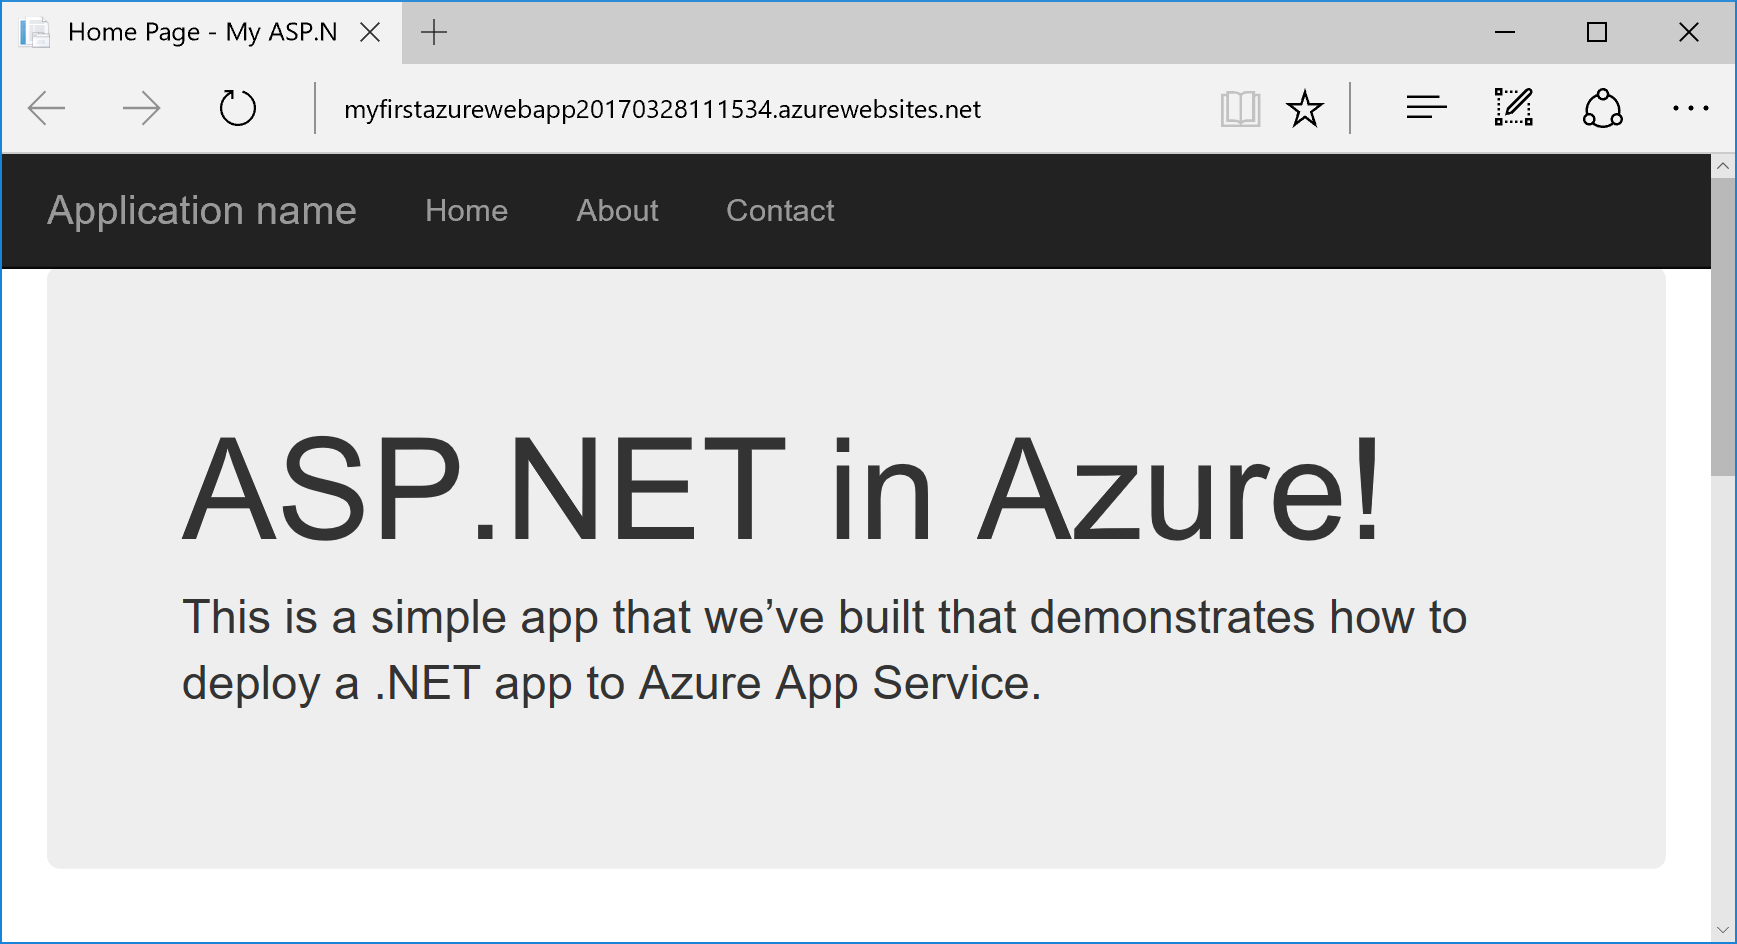 Home Page - My ASP.N
myfirstazurewebapp20170328111534.azurewebsites.net
Application name Home About Contact
ASP.NET in Azure!
This is a simple app that we’ve built that demonstrates how to
deploy a .NET app to Azure App Service.